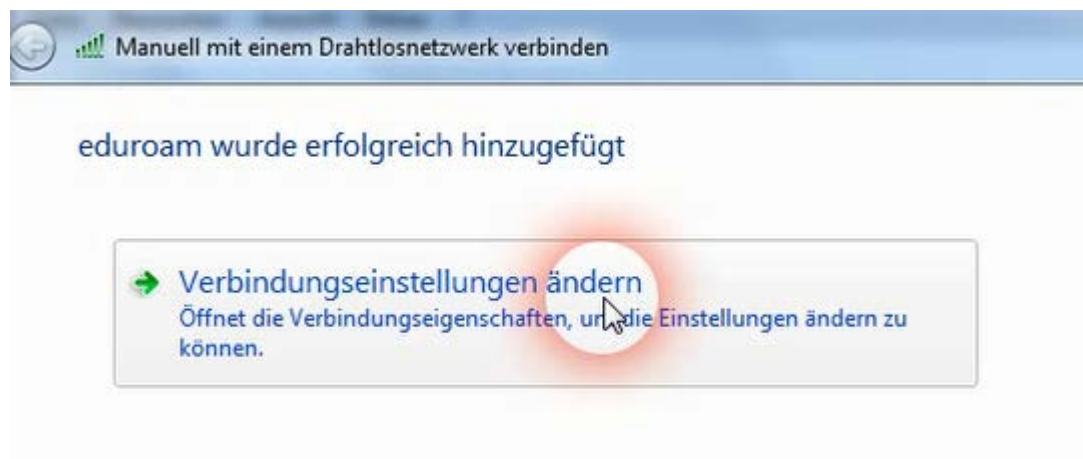 Manuell mit einem Drahtlosnetzwerk verbinden
eduroam wurde erfolgreich hinzugefügt
Verbindungseinstellungen ändern
Öffnet die Verbindungseigenschaften, um die Einstellungen ändern zu
können.